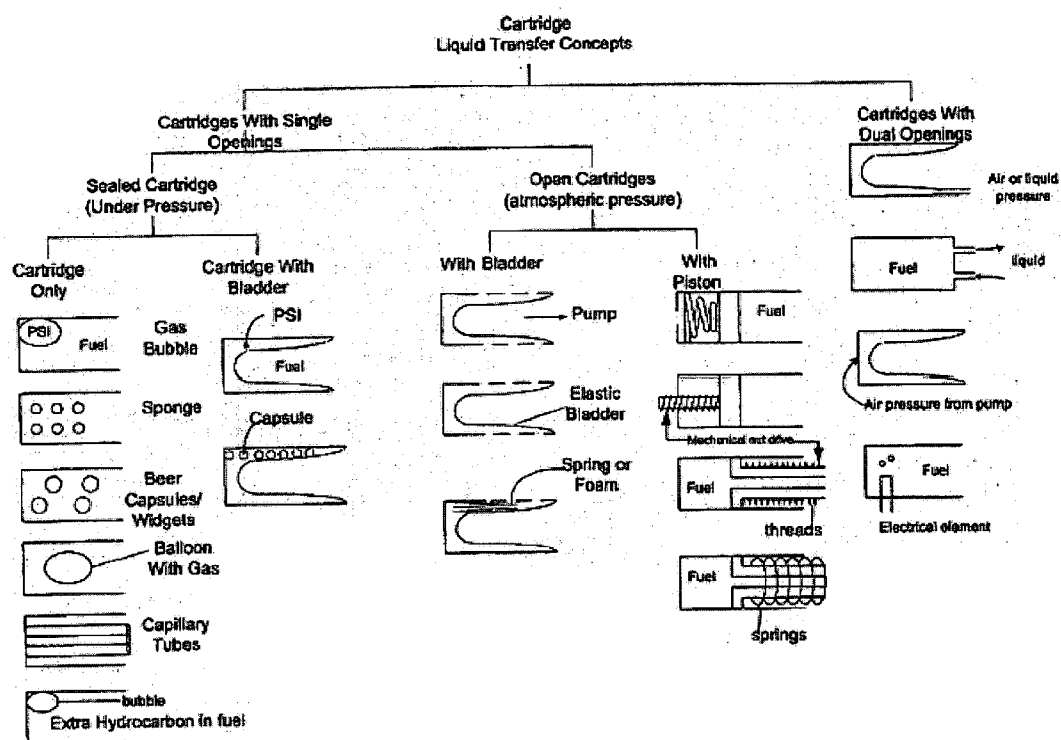 Cartridge
Liquid Transfer Concepts
Cartridges With Single
Openings
Cartridges With
Dual Openings
Sealed Cartridge
(Under Pressure)
Open Cartridges
(atmospheric pressure)
Air or liquid
pressure
Cartridge
Only
Cartridge With
Bladder
With Bladder
With
Piston
Fuel
liquid
PSI
Fuel
Gas
Bubble
PSI
Fuel
Pump
Fuel
Sponge
Capsule
Elastic
Bladder
Air pressure from pump
Mechanical nut drive
Beer
Capsules/
Widgets
Spring or
Foam
Fuel
threads
Fuel
Electrical element
Balloon
With Gas
Fuel
springs
Capillary
Tubes
bubble
Extra Hydrocarbon in fuel